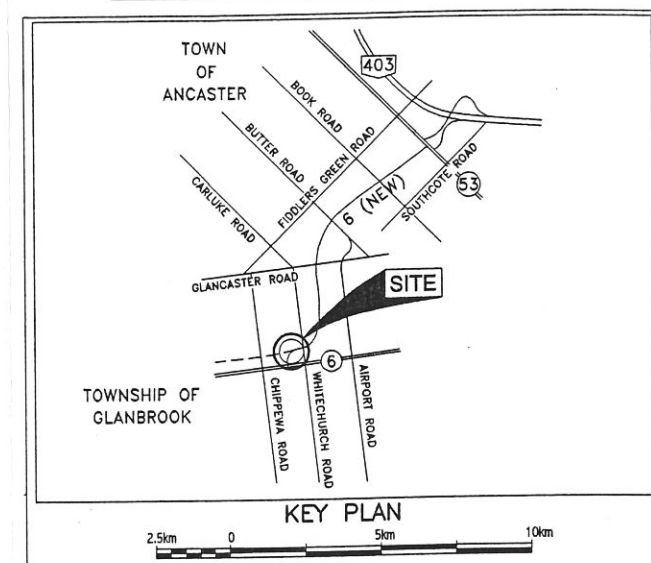 TOWN
OF
ANCASTER
403
BOOK ROAD
BUTTER ROAD
FIDDLERS GREEN ROAD
CARLUKE ROAD
6 (NEW)
SOUTHCOTE ROAD
53
GLANCASTER ROAD
SITE
6
TOWNSHIP OF
GLANBROOK
CHIPPEWA ROAD
WHITECHURCH ROAD
AIRPORT ROAD
KEY PLAN
2.5km 0 5km 10km